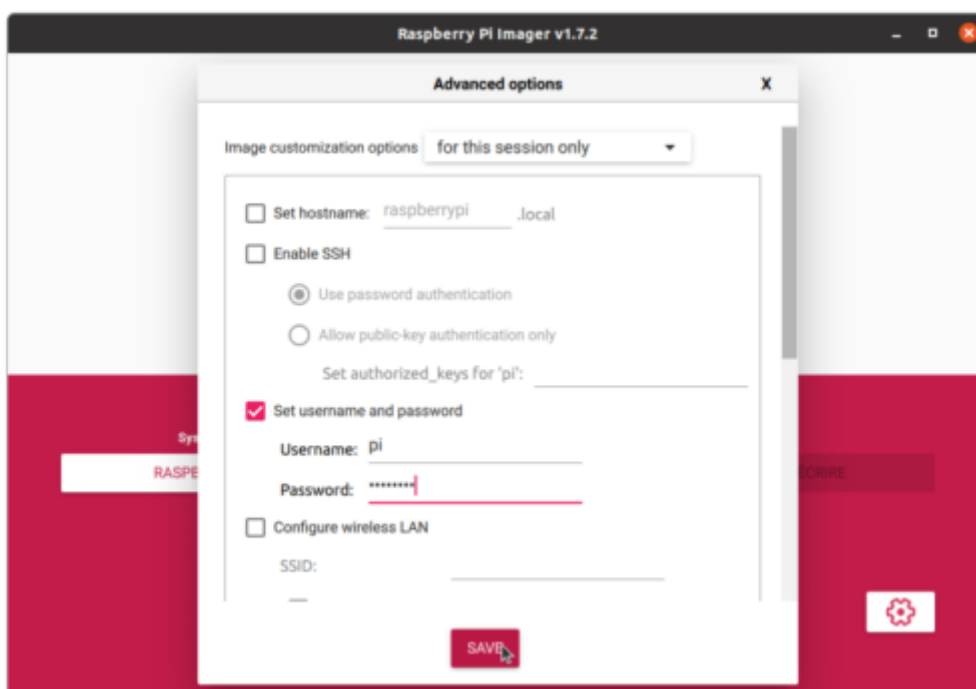 Raspberry Pi Imager v1.7.2
Advanced options X
Image customization options for this session only
Set hostname: raspberrypi .local
Enable SSH
Use password authentication
Allow public-key authentication only
Set authorized_keys for 'pi':
Set username and password
Username: pi
Password: ••••••••
Configure wireless LAN
SSID:
SAVE